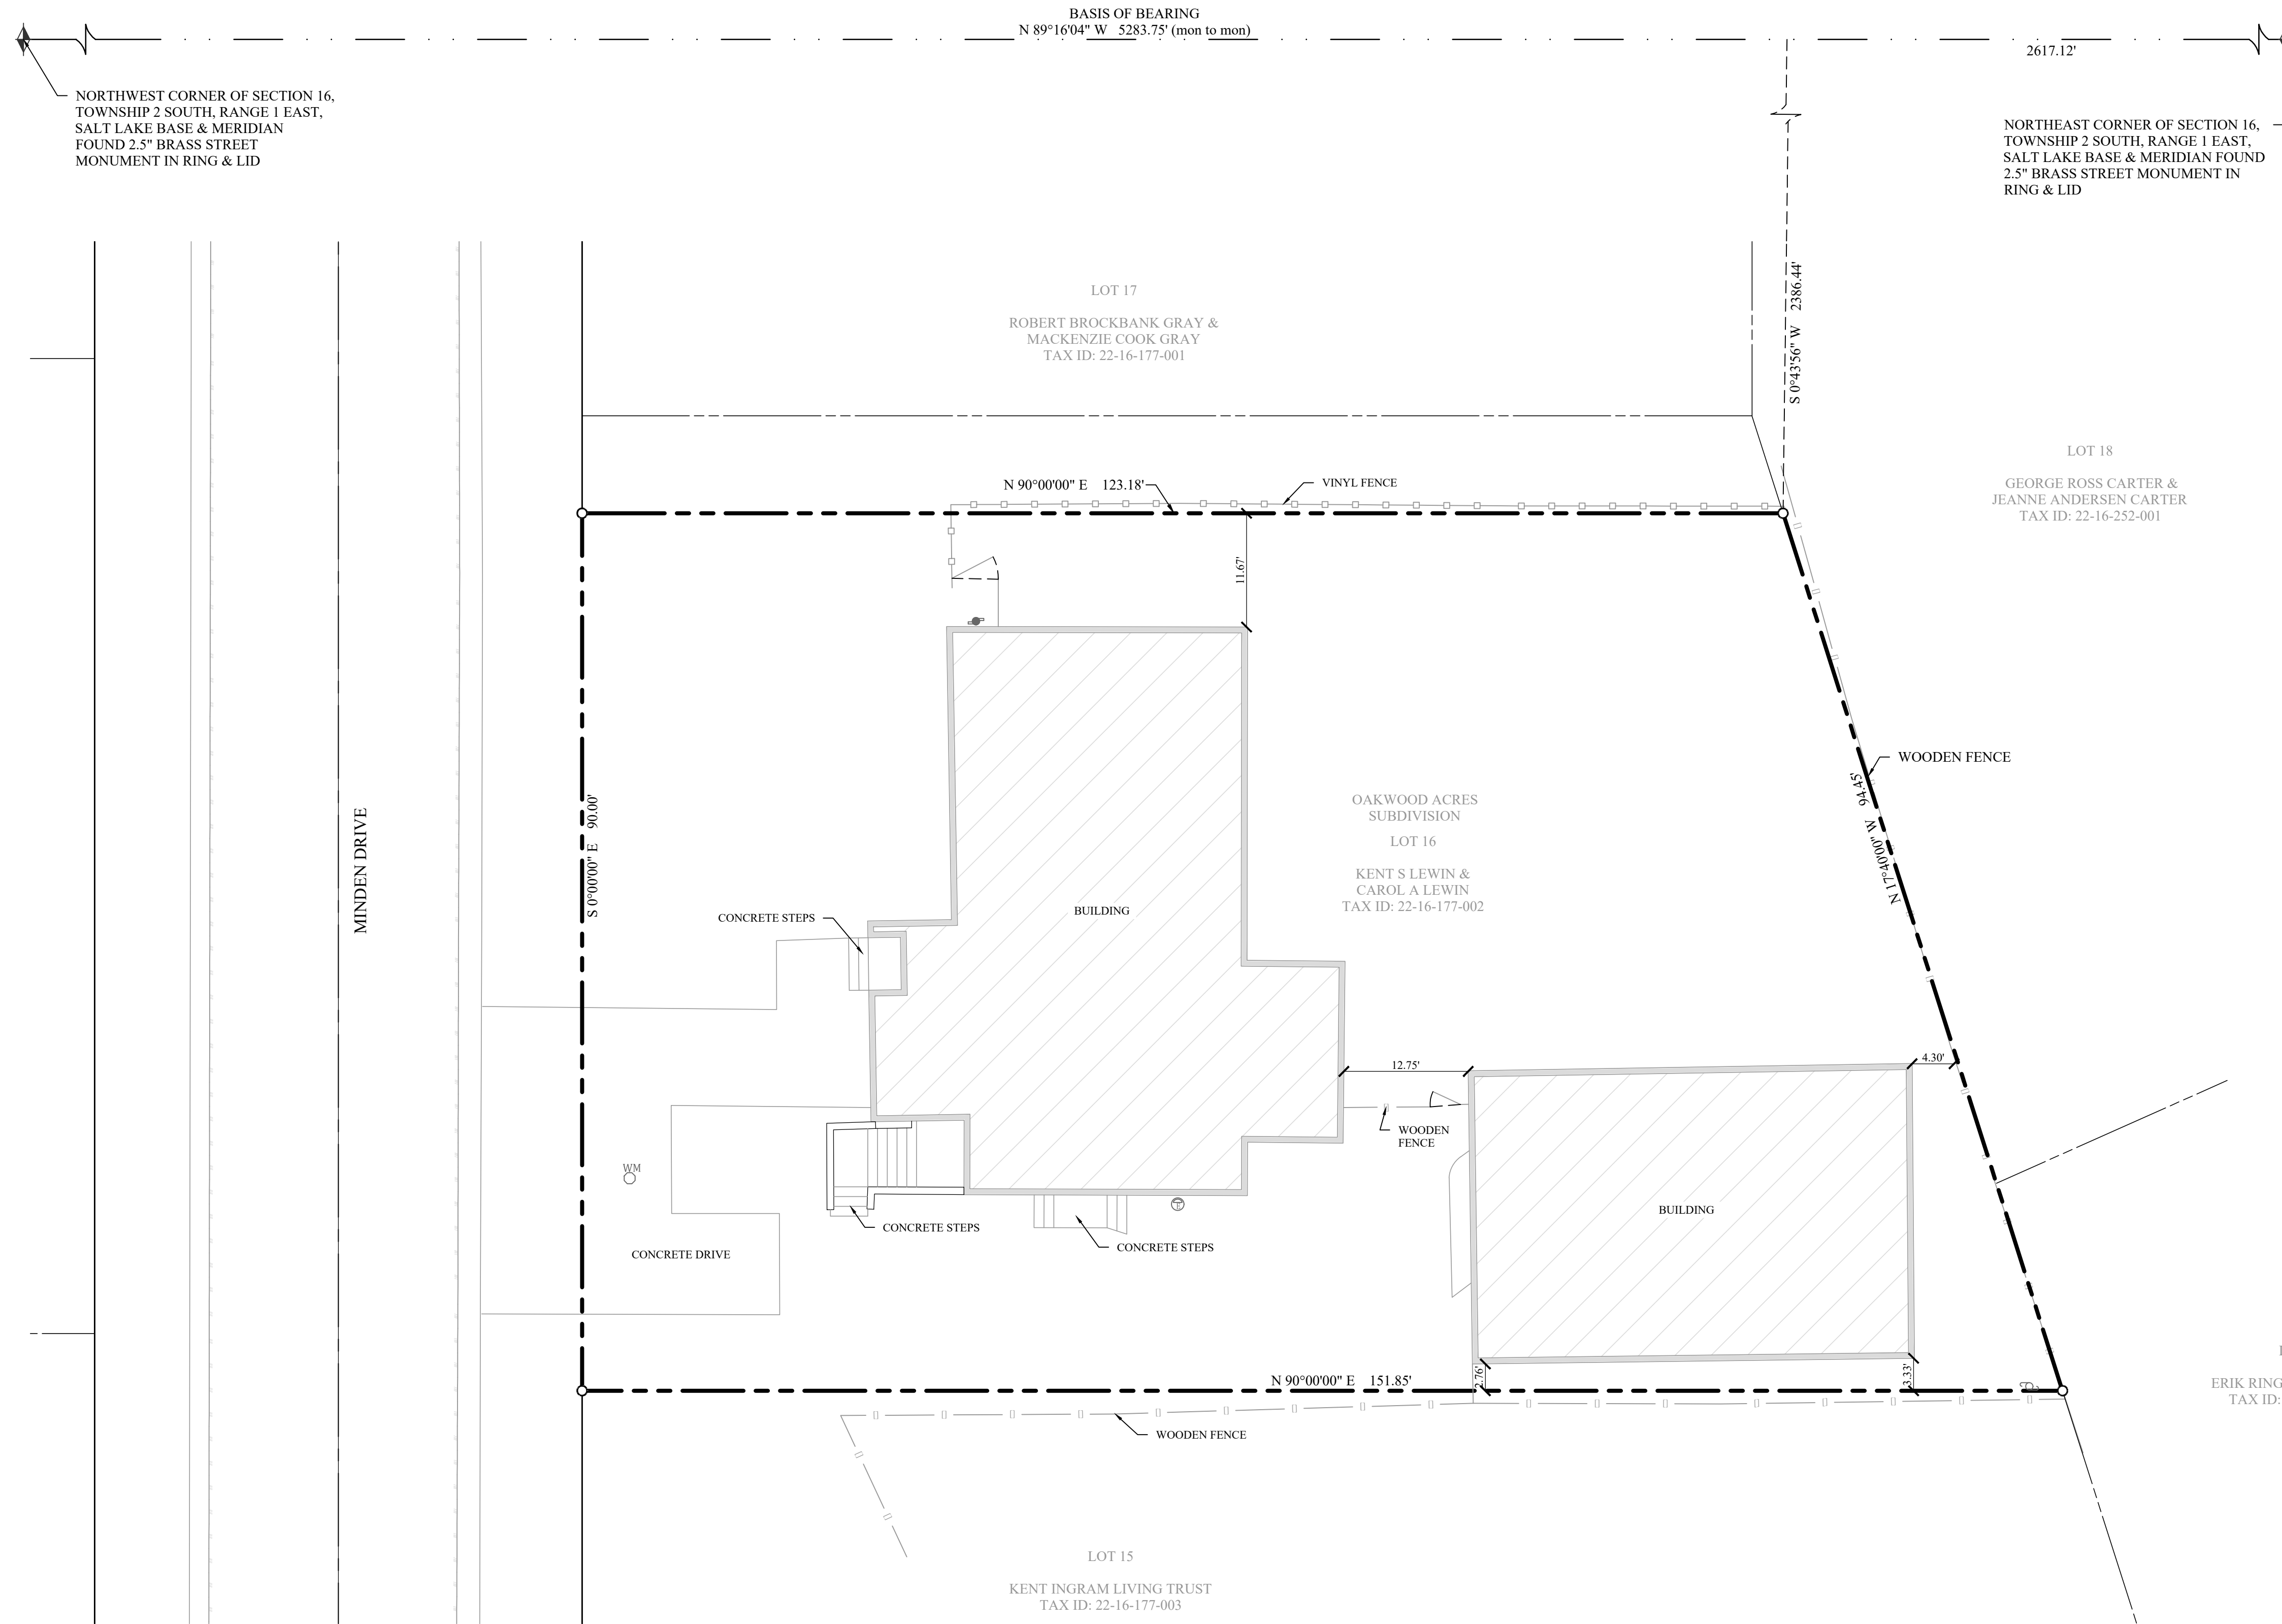 BASIS OF BEARING
N 89°16'04" W 5283.75' (mon to mon)
2617.12'
NORTHWEST CORNER OF SECTION 16,
TOWNSHIP 2 SOUTH, RANGE 1 EAST,
SALT LAKE BASE & MERIDIAN
FOUND 2.5" BRASS STREET
MONUMENT IN RING & LID
NORTHEAST CORNER OF SECTION 16,
TOWNSHIP 2 SOUTH, RANGE 1 EAST,
SALT LAKE BASE & MERIDIAN FOUND
2.5" BRASS STREET MONUMENT IN
RING & LID
S 0°43'56" W 2386.44'
LOT 17
ROBERT BROCKBANK GRAY &
MACKENZIE COOK GRAY
TAX ID: 22-16-177-001
LOT 18
GEORGE ROSS CARTER &
JEANNE ANDERSEN CARTER
TAX ID: 22-16-252-001
N 90°00'00" E 123.18'
VINYL FENCE
11.67'
WOODEN FENCE
N 17°40'00" W 94.45'
MINDEN DRIVE
S 0°00'00" E 90.00'
OAKWOOD ACRES
SUBDIVISION
LOT 16
KENT S LEWIN &
CAROL A LEWIN
TAX ID: 22-16-177-002
BUILDING
CONCRETE STEPS
12.75'
4.30'
WOODEN
FENCE
WM
BUILDING
CONCRETE STEPS
CONCRETE STEPS
CONCRETE DRIVE
2.76'
3.33'
N 90°00'00" E 151.85'
ERIK RING
TAX ID:
WOODEN FENCE
LOT 15
KENT INGRAM LIVING TRUST
TAX ID: 22-16-177-003